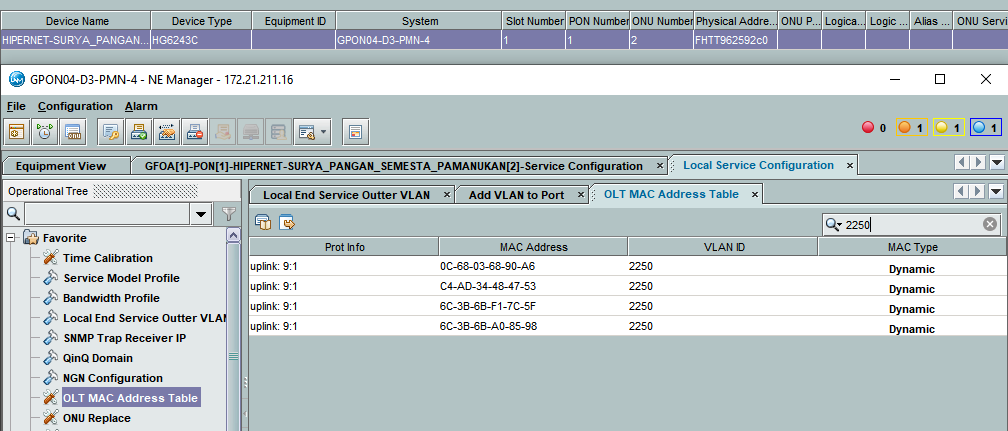 Device Name Device Type Equipment ID System Slot Number PON Number ONU Number Physical Addre... ONU P... Logica... Logic ... Alias ... ONU Servi
HIPERNET-SURYA_PANGAN... HG6243C GPON04-D3-PMN-4 1 1 2 FHTT962592c0
GPON04-D3-PMN-4 - NE Manager - 172.21.211.16
File Configuration Alarm
0 1 1 1
Equipment View GFOA[1]-PON[1]-HIPERNET-SURYA_PANGAN_SEMESTA_PAMANUKAN[2]-Service Configuration Local Service Configuration
Operational Tree
Local End Service Outter VLAN Add VLAN to Port OLT MAC Address Table
2250
Prot Info MAC Address VLAN ID MAC Type
uplink: 9:1 0C-68-03-68-90-A6 2250 Dynamic
uplink: 9:1 C4-AD-34-48-47-53 2250 Dynamic
uplink: 9:1 6C-3B-6B-F1-7C-5F 2250 Dynamic
uplink: 9:1 6C-3B-6B-A0-85-98 2250 Dynamic
Favorite
Time Calibration
Service Model Profile
Bandwidth Profile
Local End Service Outter VLAN
SNMP Trap Receiver IP
QinQ Domain
NGN Configuration
OLT MAC Address Table
ONU Replace